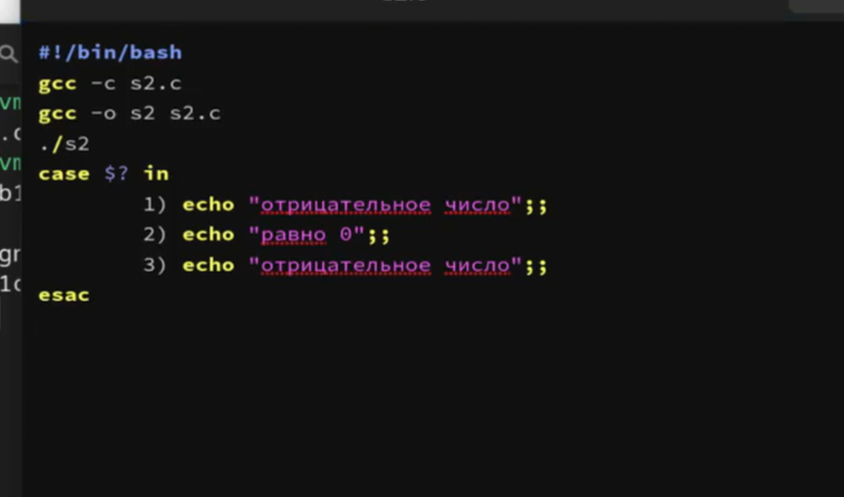 #!/bin/bash
gcc -c s2.c
gcc -o s2 s2.c
./s2
case $? in
1) echo "отрицательное число";;
2) echo "равно 0";;
3) echo "отрицательное число";;
esac